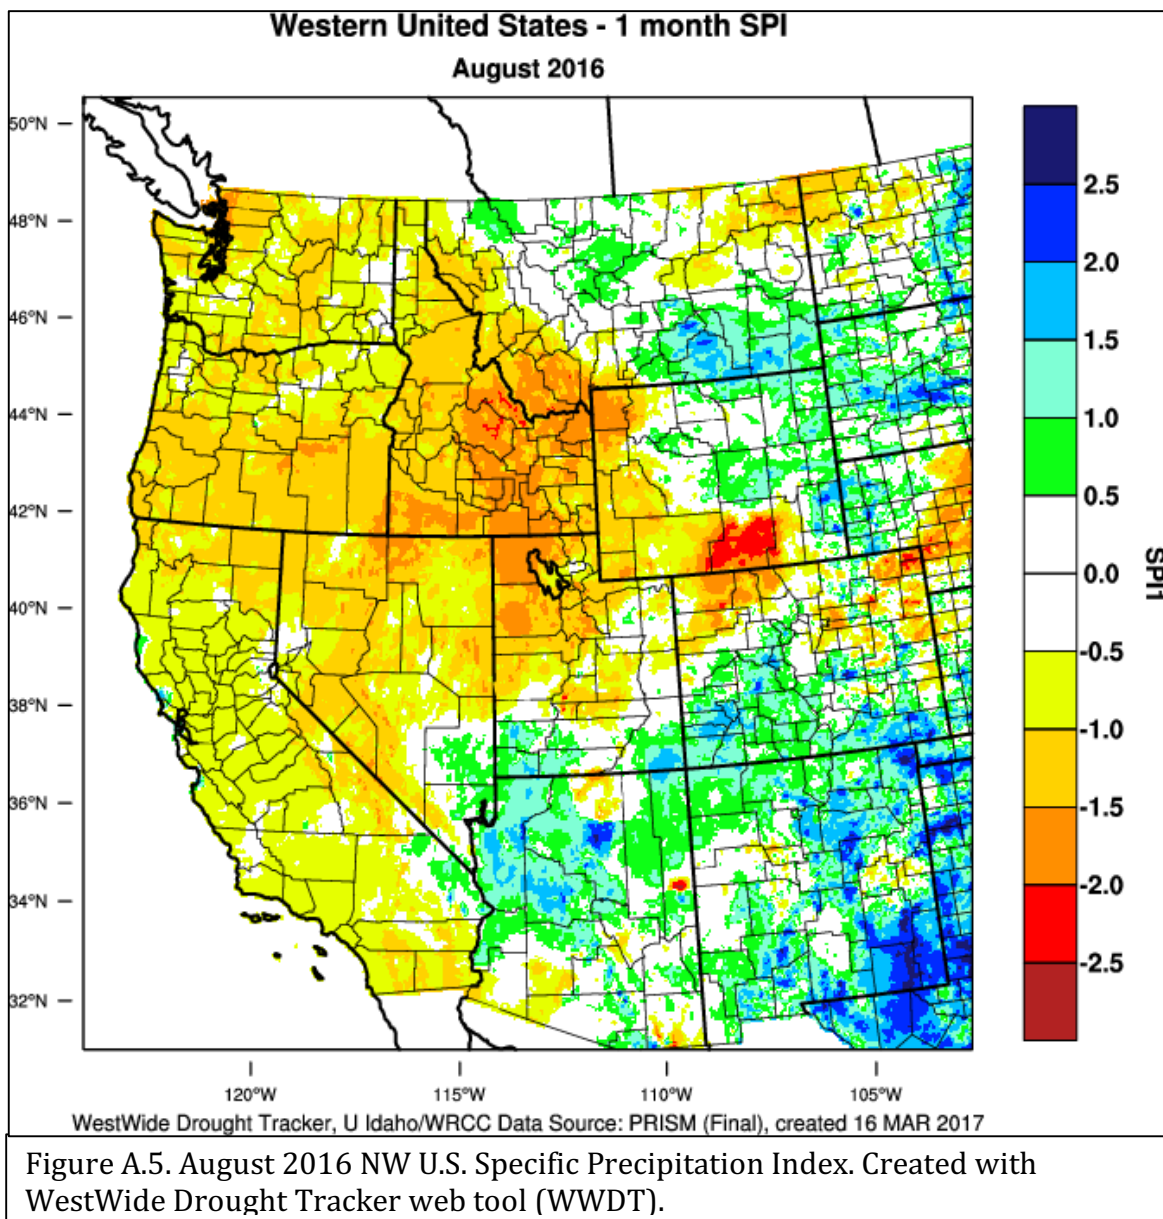 Western United States - 1 month SPI
August 2016
50°N
48°N
46°N
44°N
42°N
40°N
38°N
36°N
34°N
32°N
120°W
115°W
110°W
105°W
2.5
2.0
1.5
1.0
0.5
0.0
-0.5
-1.0
-1.5
-2.0
-2.5
SPI1
WestWide Drought Tracker, U Idaho/WRCC Data Source: PRISM (Final), created 16 MAR 2017
Figure A.5. August 2016 NW U.S. Specific Precipitation Index. Created with
WestWide Drought Tracker web tool (WWDT).